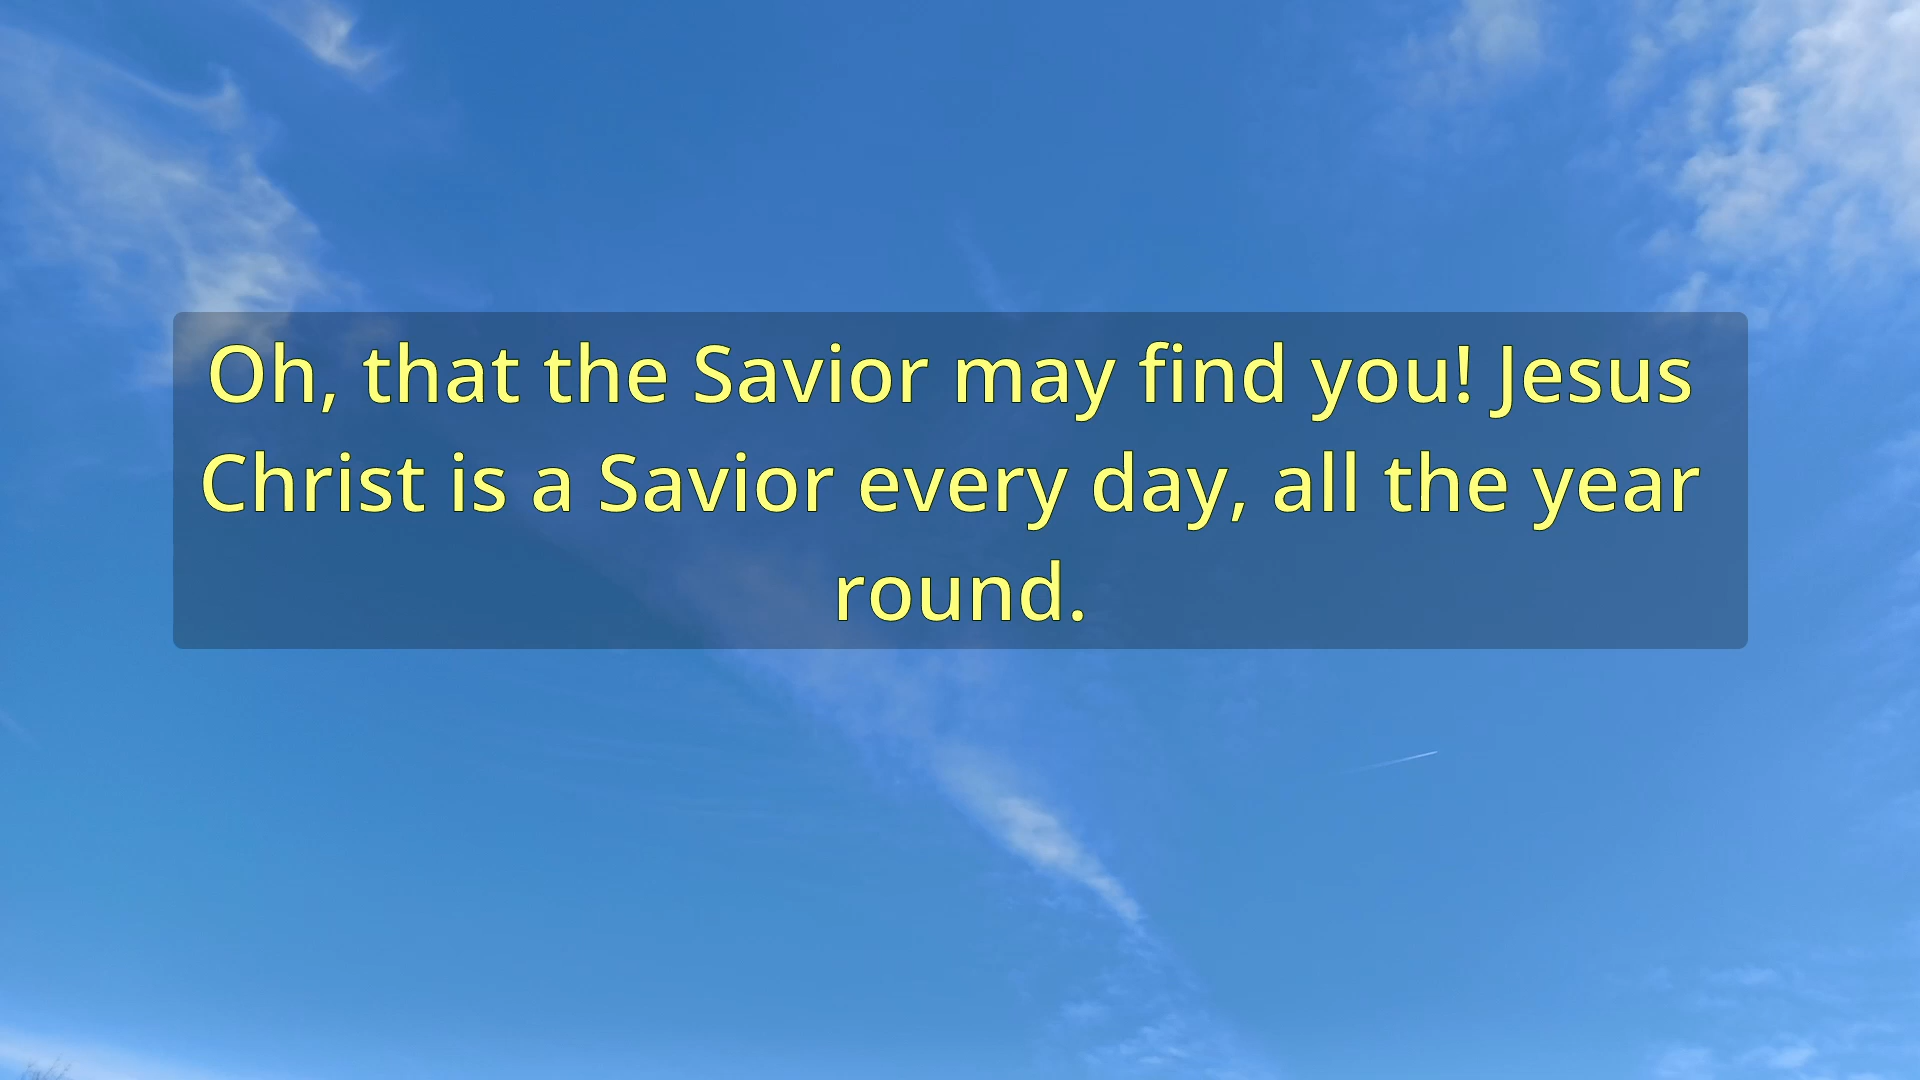 Oh, that the Savior may find you! Jesus
Christ is a Savior every day, all the year
round.